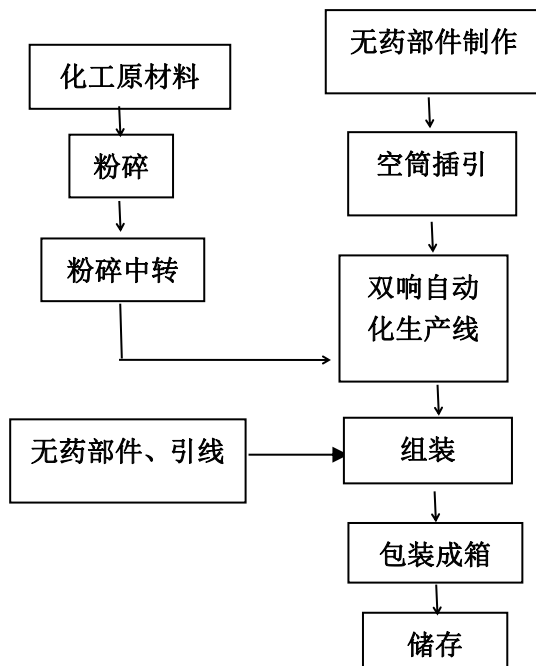 无药部件制作
化工原材料
粉碎
空筒插引
粉碎中转
双响自动
化生产线
无药部件、引线
组装
包装成箱
储存